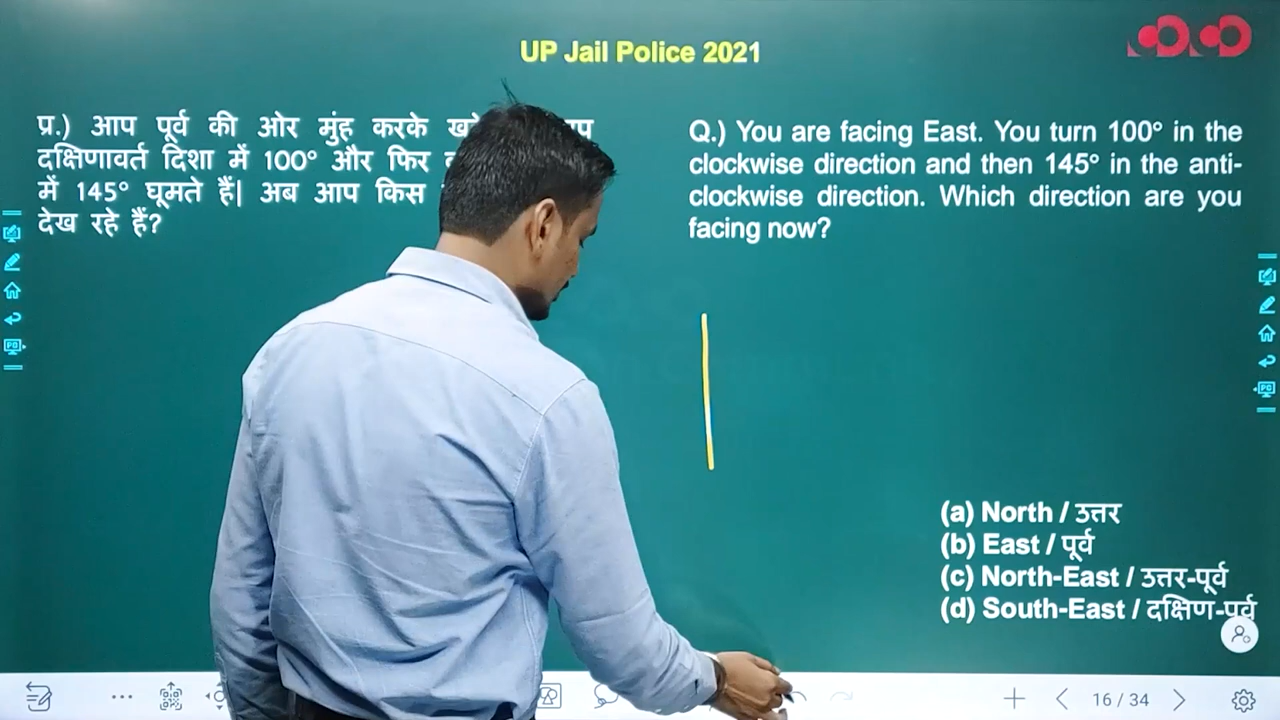 UP Jail Police 2021
प्र.) आप पूर्व की ओर मुंह करके
दक्षिणावर्त दिशा में 100° और फिर
में 145° घूमते हैं| अब आप किस
देख रहे हैं?
Q.) You are facing East. You turn 100° in the
clockwise direction and then 145° in the anti-
clockwise direction. Which direction are you
facing now?
(a) North / उत्तर
(b) East / पूर्व
(c) North-East / उत्तर-पूर्व
(d) South-East / दक्षिण-पूर्व
16 / 34